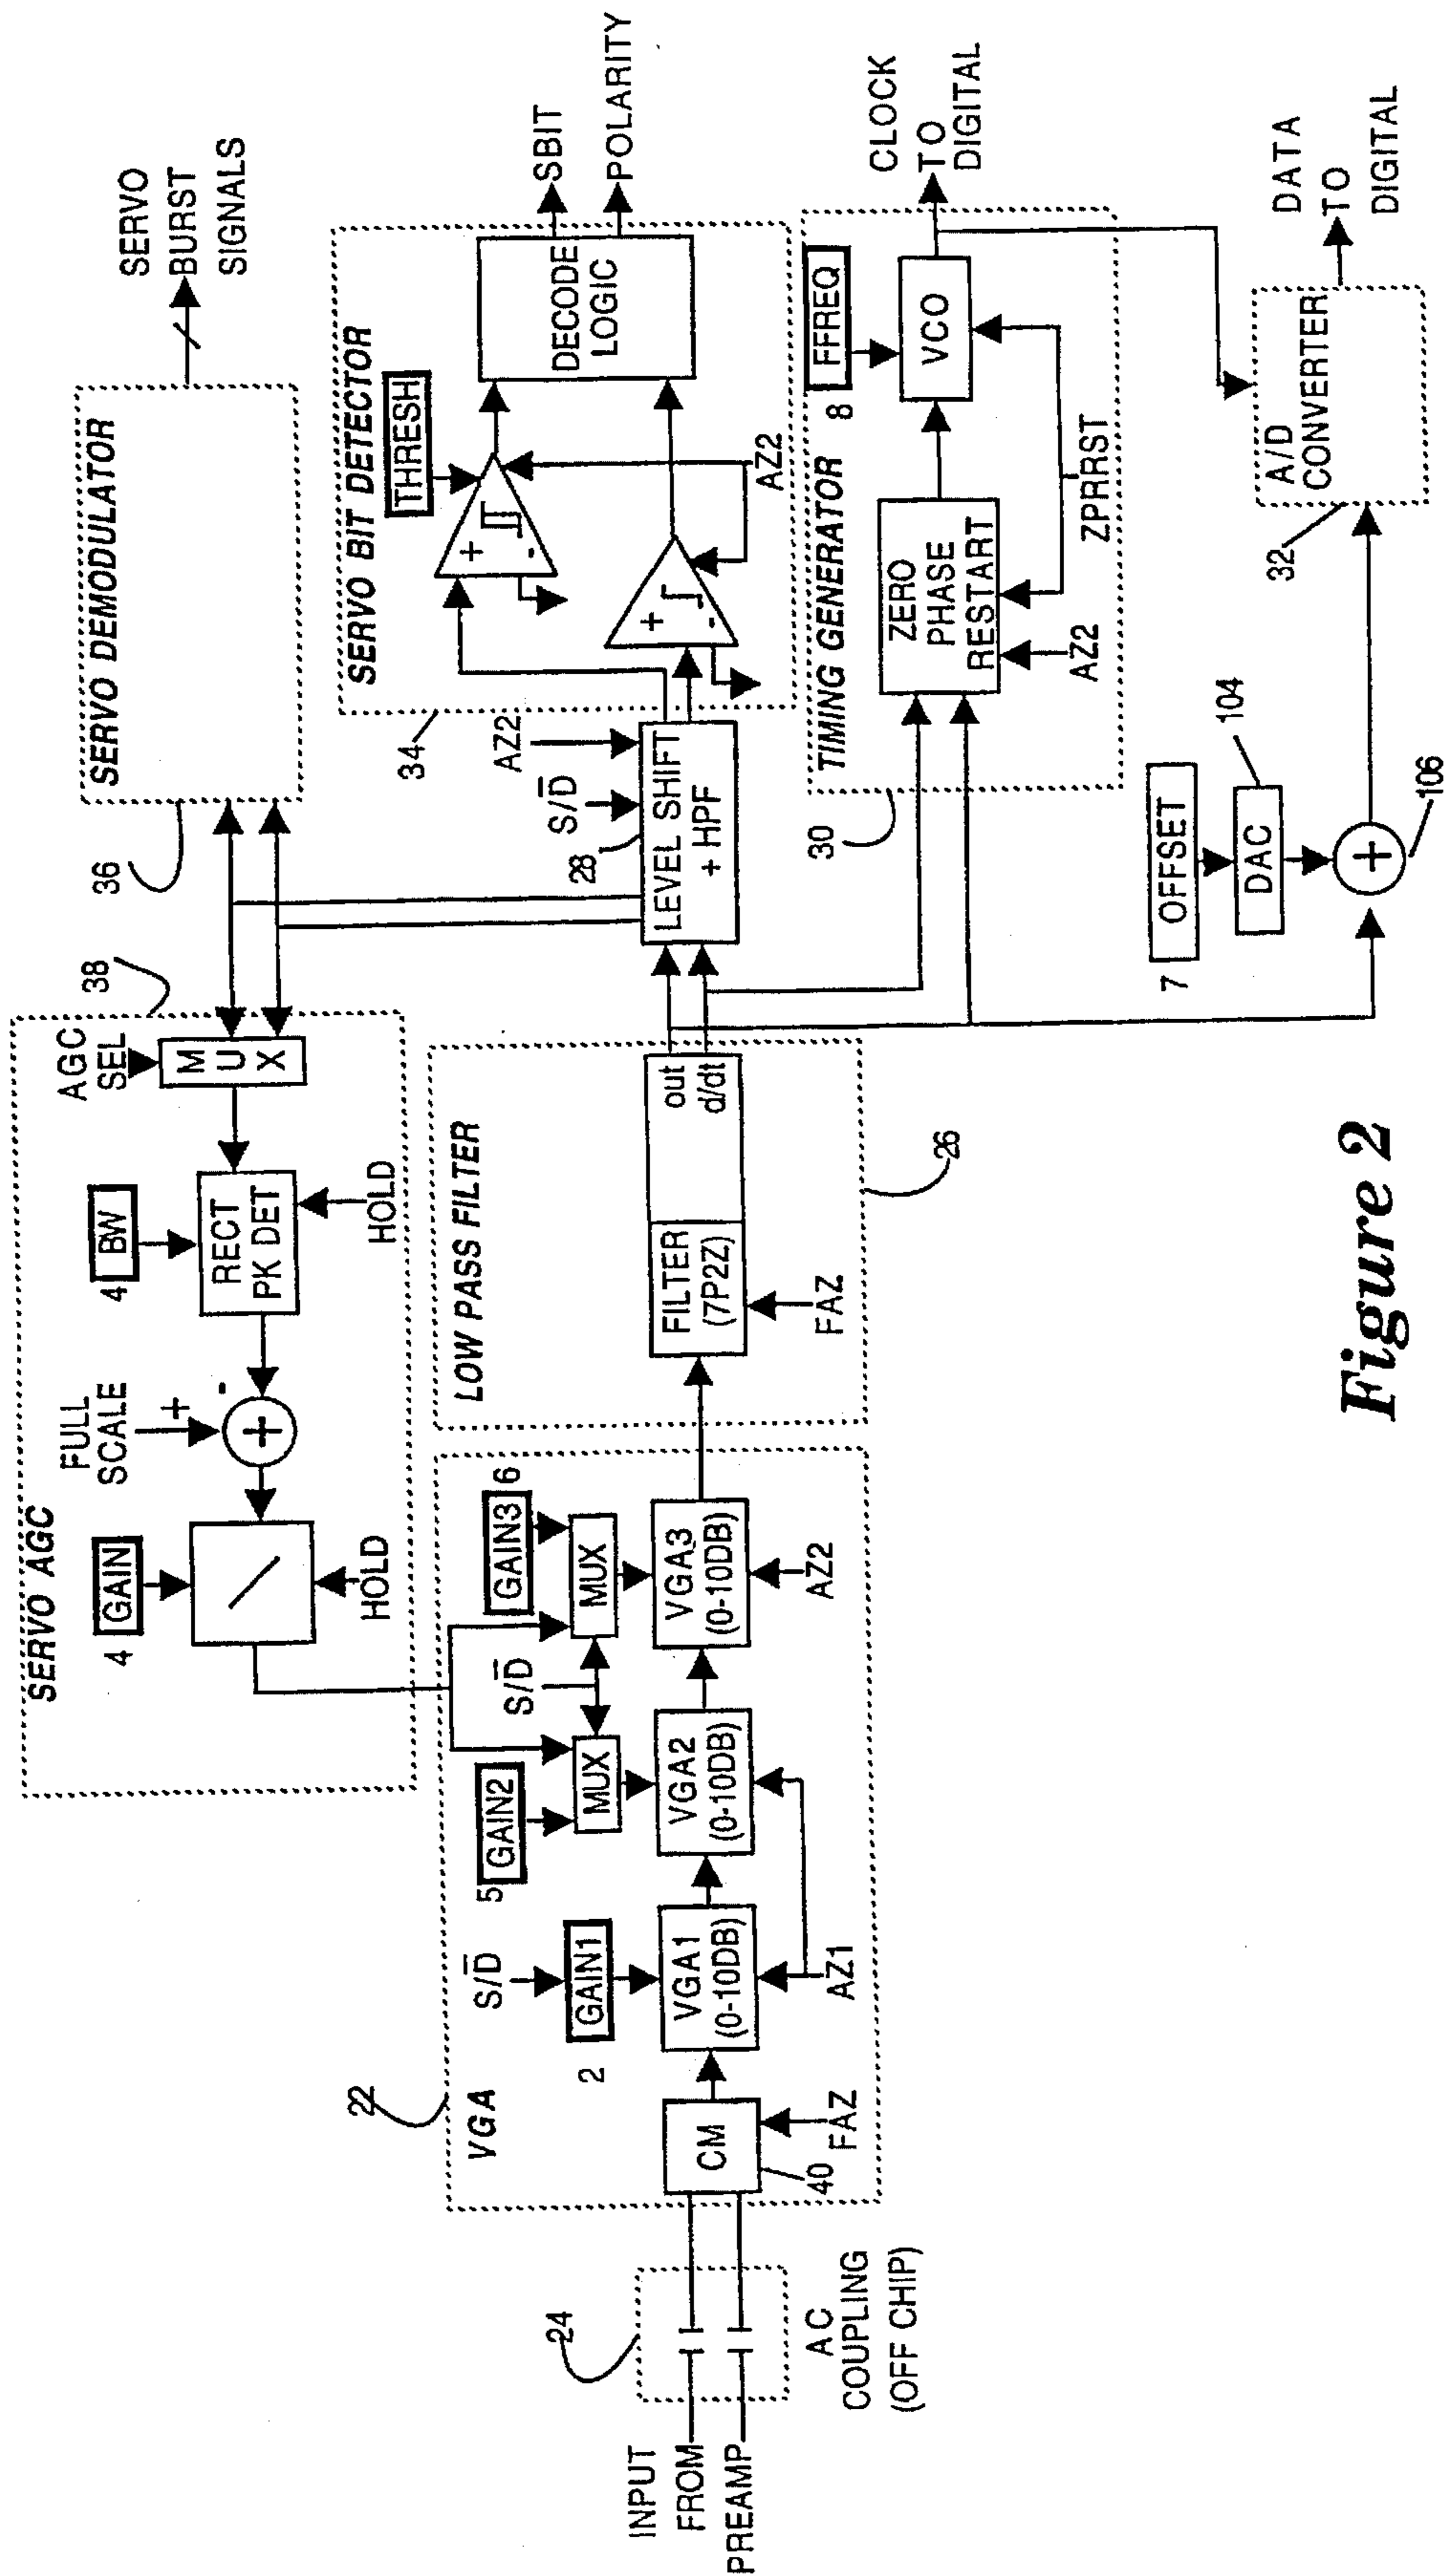 SERVO AGC
4
GAIN
HOLD
FULL
SCALE
+
-
+
4
BW
RECT
PK DET
HOLD
AGC
SEL
M
U
X
38
36
SERVO DEMODULATOR
SERVO
BURST
SIGNALS
22
VGA
S/D̅
2
GAIN1
5
GAIN2
GAIN3
6
MUX
S/D̅
MUX
CM
VGA1
(0-10DB)
VGA2
(0-10DB)
VGA3
(0-10DB)
40
FAZ
AZ1
AZ2
24
INPUT
FROM
PREAMP
AC
COUPLING
(OFF CHIP)
LOW PASS FILTER
FILTER
(7P2Z)
out
d/dt
FAZ
26
28
S/D̅
AZ2
LEVEL SHIFT
+ HPF
34
SERVO BIT DETECTOR
THRESH
+
-
+
-
AZ2
DECODE
LOGIC
SBIT
POLARITY
30
TIMING GENERATOR
8
FFREQ
ZERO
PHASE
RESTART
VCO
AZ2
ZPRRST
CLOCK
TO
DIGITAL
7
OFFSET
DAC
104
+
106
32
A/D
CONVERTER
DATA
TO
DIGITAL
Figure 2